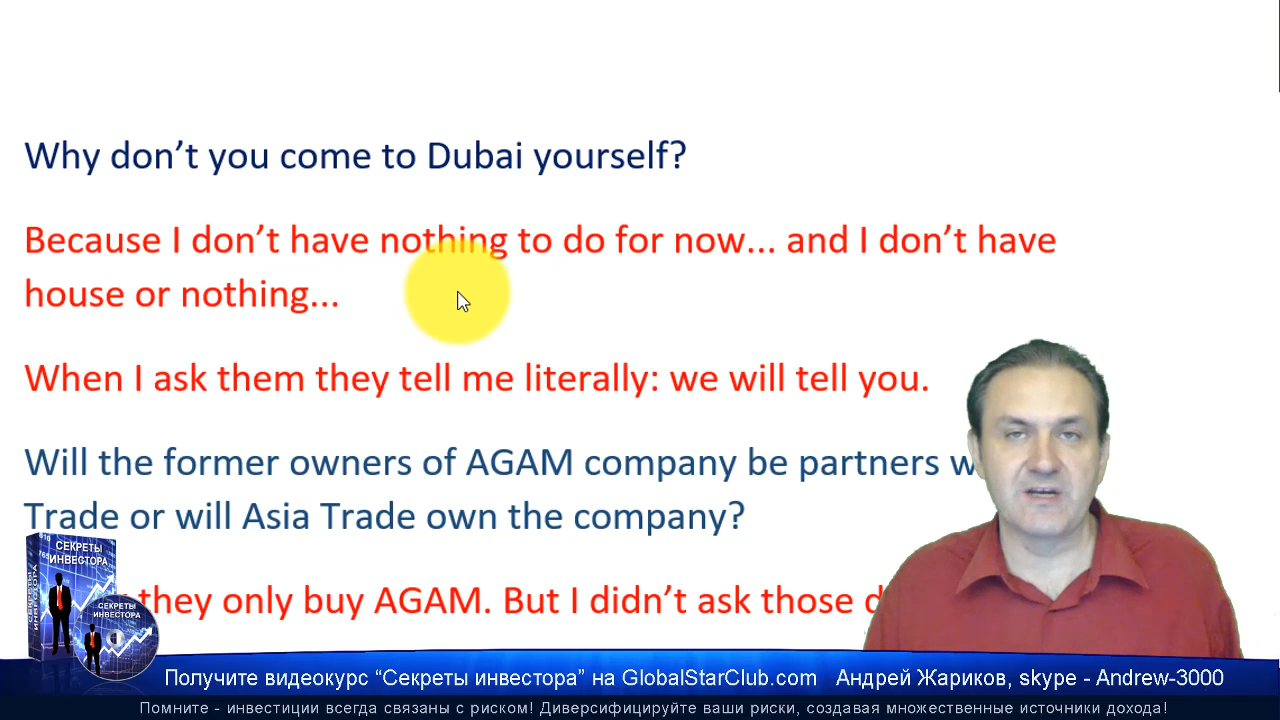 Why don’t you come to Dubai yourself?
Because I don’t have nothing to do for now... and I don’t have
house or nothing...
When I ask them they tell me literally: we will tell you.
Will the former owners of AGAM company be partners
Trade or will Asia Trade own the company?
they only buy AGAM. But I didn’t ask those
СЕКРЕТЫ
ИНВЕСТОРА
СЕКРЕТЫ
ИНВЕСТОРА
СЕКРЕТЫ
ИНВЕСТОРА
Получите видеокурс “Секреты инвестора” на GlobalStarClub.com Андрей Жариков, skype - Andrew-3000
Помните - инвестиции всегда связаны с риском! Диверсифицируйте ваши риски, создавая множественные источники дохода!